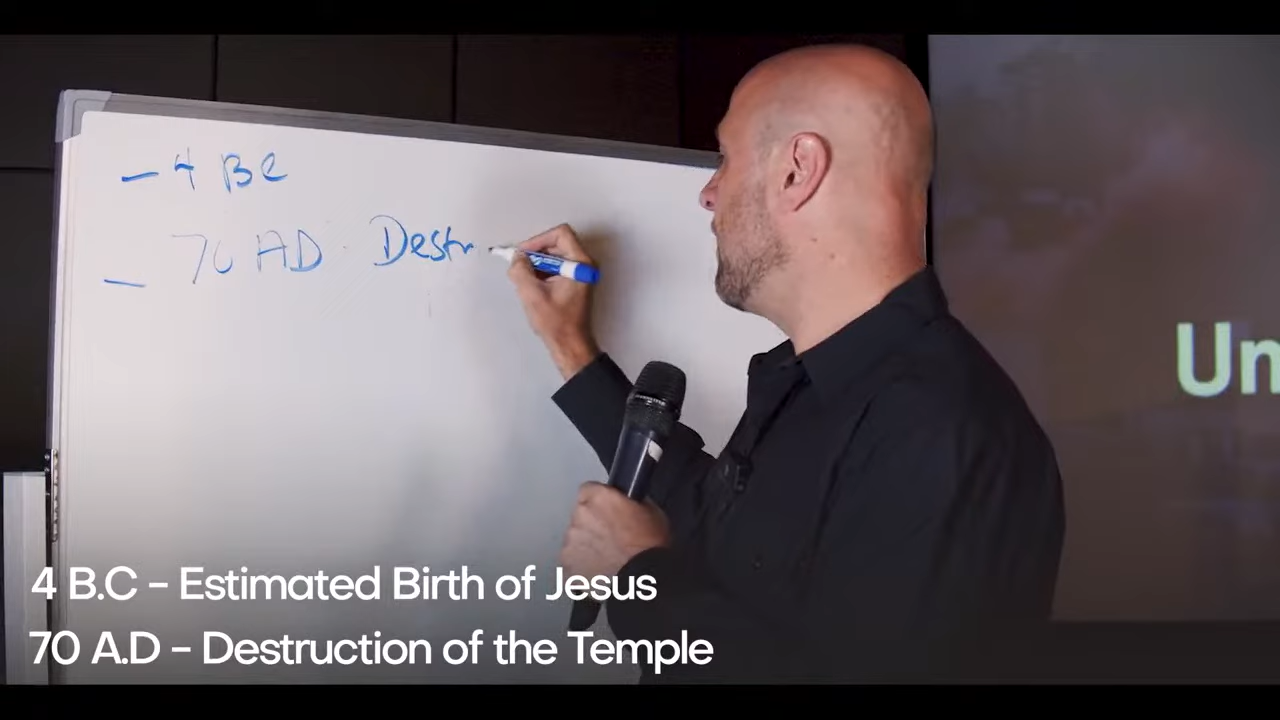 - 4 BC
- 70 AD Destr
Un
4 B.C - Estimated Birth of Jesus
70 A.D - Destruction of the Temple